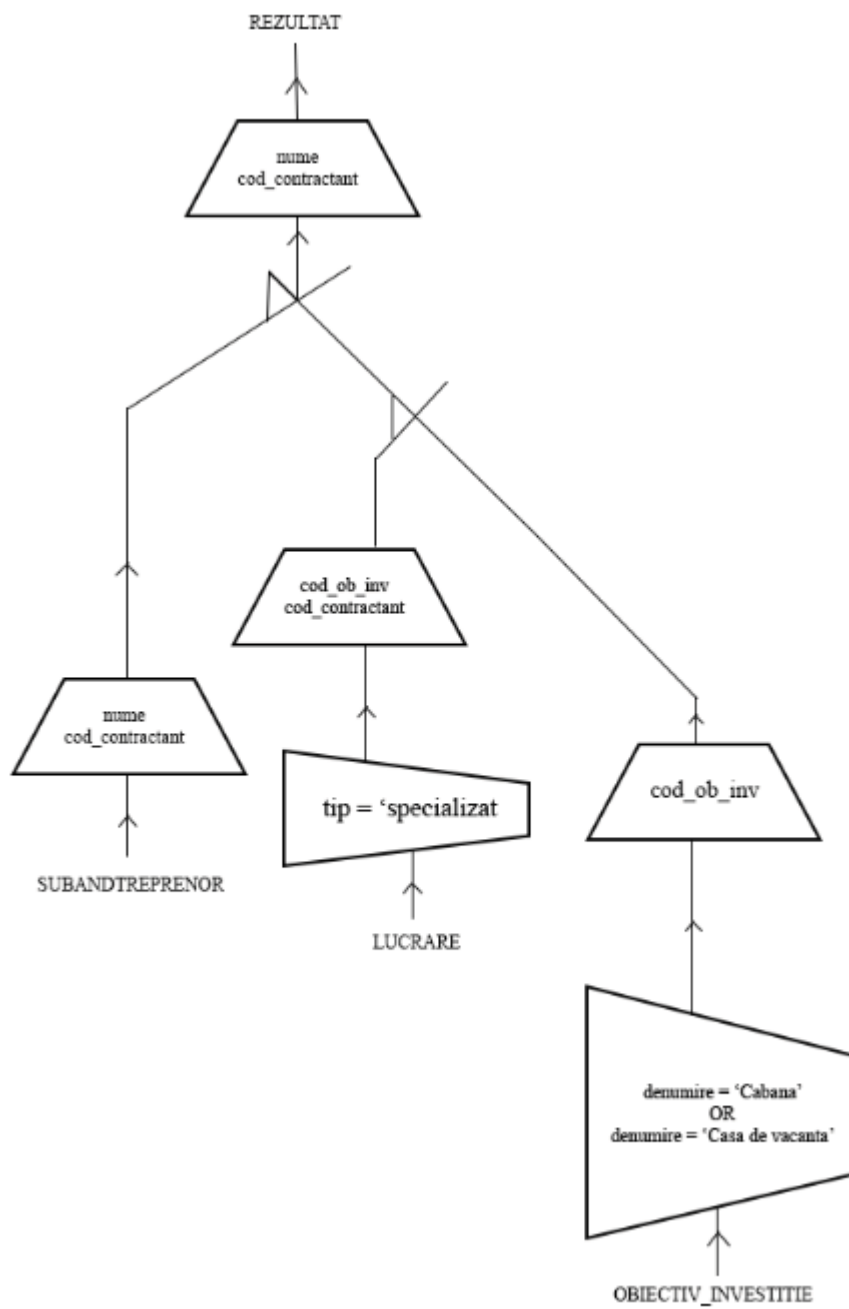 REZULTAT
nume
cod_contractant
cod_ob_inv
cod_contractant
nume
cod_contractant
cod_ob_inv
tip = ‘specializat
SUBANDTREPRENOR
LUCRARE
denumire = ‘Cabana’
OR
denumire = ‘Casa de vacanta’
OBIECTIV_INVESTITIE